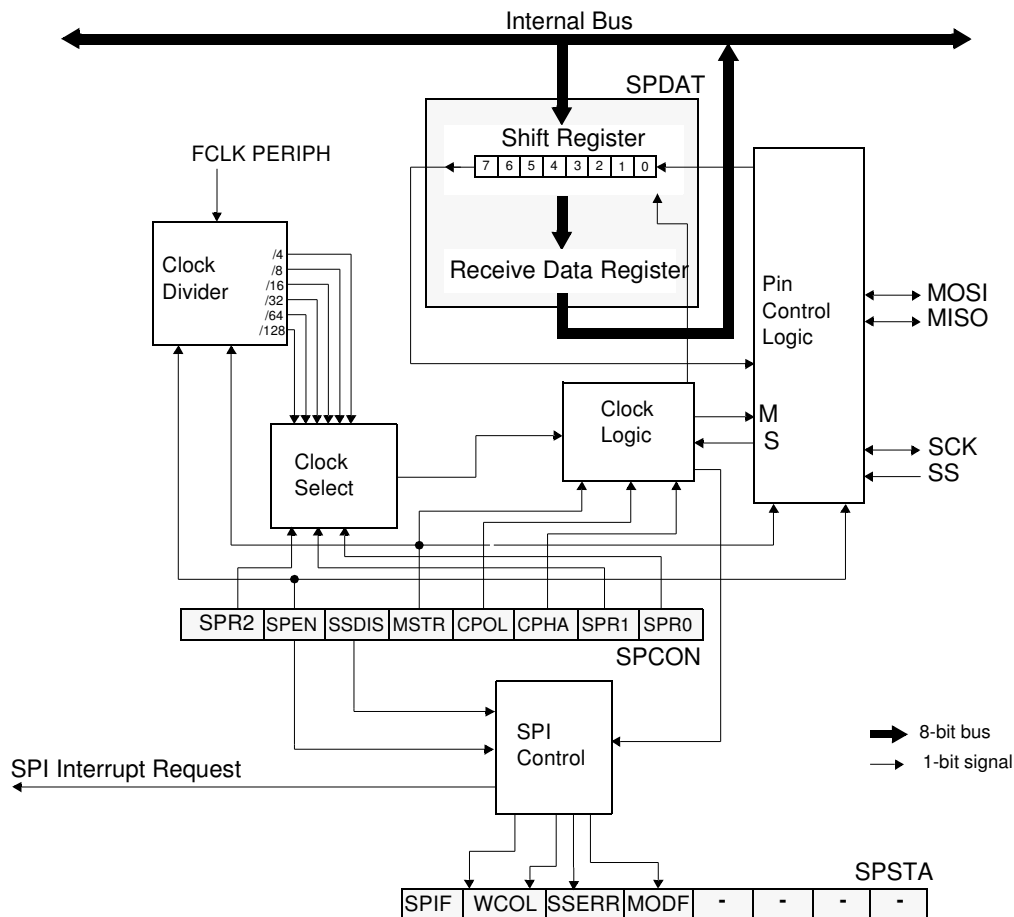 Internal Bus
SPDAT
Shift Register
7 6 5 4 3 2 1 0
FCLK PERIPH
Clock
Divider
/4
/8
/16
/32
/64
/128
Receive Data Register
Pin
Control
Logic
MOSI
MISO
Clock
Logic
M
S
SCK
SS
Clock
Select
SPR2 SPEN SSDIS MSTR CPOL CPHA SPR1 SPR0
SPCON
SPI
Control
8-bit bus
1-bit signal
SPI Interrupt Request
SPSTA
SPIF WCOL SSERR MODF - - - -